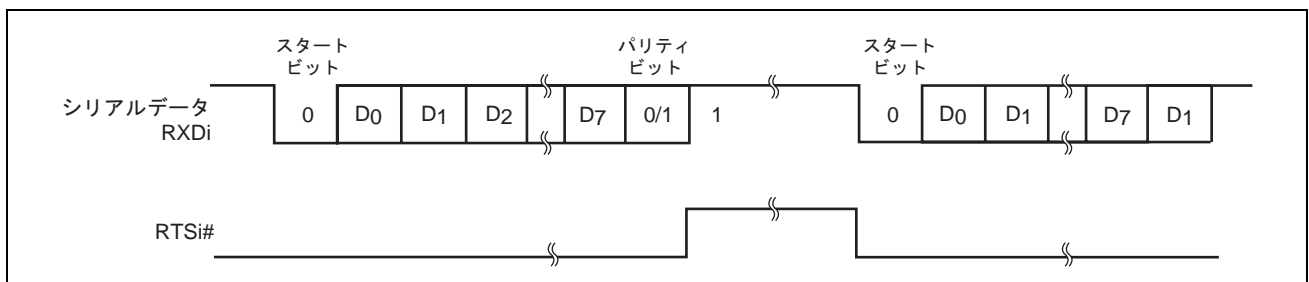 スタート
ビット
パリティ
ビット
スタート
ビット
シリアルデータ
RXDi
0 D0 D1 D2 D7 0/1 1 0 D0 D1 D7 D1
RTSi#